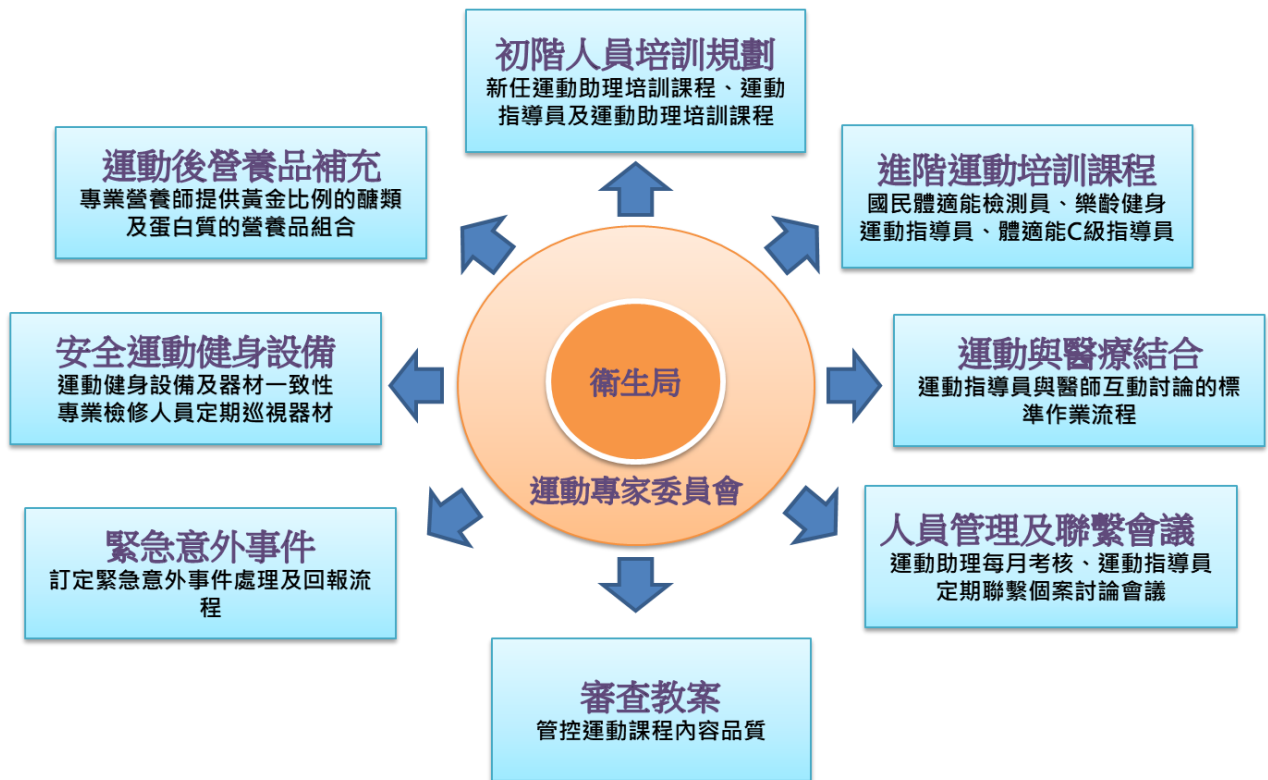 初階人員培訓規劃
新任運動助理培訓課程、運動
指導員及運動助理培訓課程
進階運動培訓課程
國民體適能檢測員、樂齡健身
運動指導員、體適能C級指導員
運動與醫療結合
運動指導員與醫師互動討論的標
準作業流程
人員管理及聯繫會議
運動助理每月考核、運動指導員
定期聯繫個案討論會議
審查教案
管控運動課程內容品質
緊急意外事件
訂定緊急意外事件處理及回報流
程
安全運動健身設備
運動健身設備及器材一致性
專業檢修人員定期巡視器材
運動後營養品補充
專業營養師提供黃金比例的醣類
及蛋白質的營養品組合
衛生局
運動專家委員會